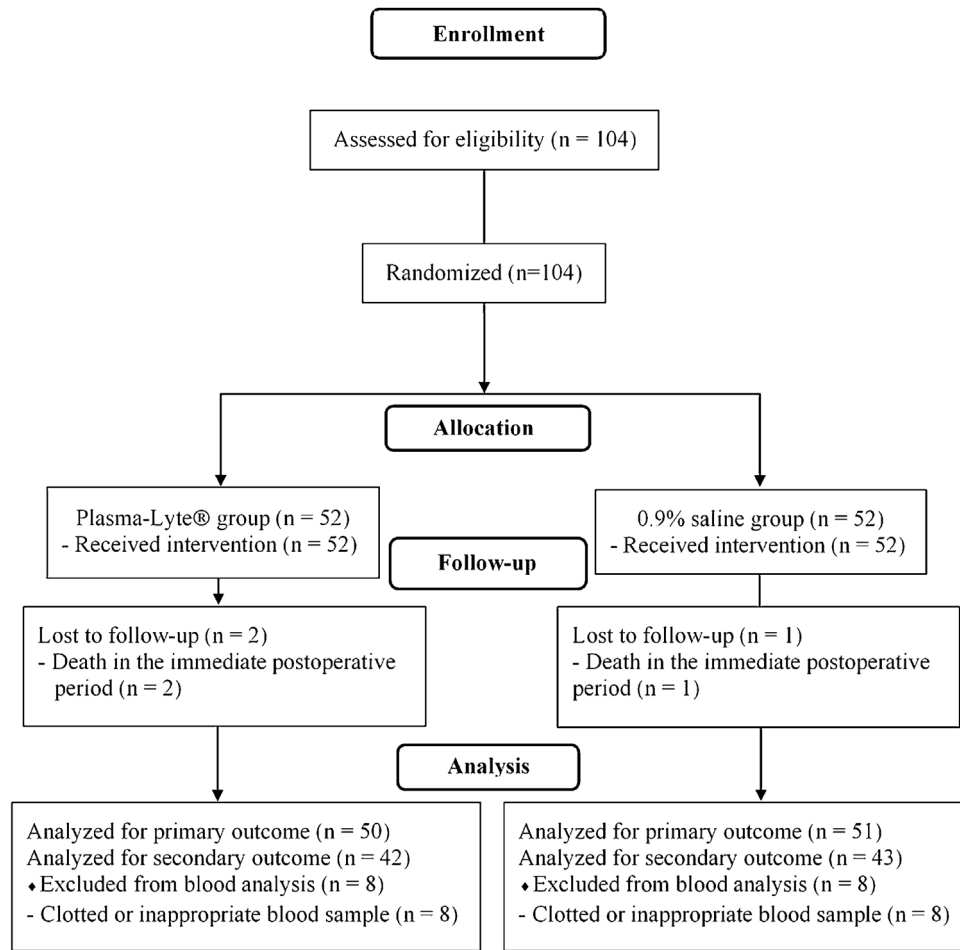 Enrollment
Assessed for eligibility (n = 104)
Randomized (n=104)
Allocation
Plasma-Lyte® group (n = 52)
- Received intervention (n = 52)
0.9% saline group (n = 52)
- Received intervention (n = 52)
Follow-up
Lost to follow-up (n = 2)
- Death in the immediate postoperative
period (n = 2)
Lost to follow-up (n = 1)
- Death in the immediate postoperative
period (n = 1)
Analysis
Analyzed for primary outcome (n = 50)
Analyzed for secondary outcome (n = 42)
♦ Excluded from blood analysis (n = 8)
- Clotted or inappropriate blood sample (n = 8)
Analyzed for primary outcome (n = 51)
Analyzed for secondary outcome (n = 43)
♦ Excluded from blood analysis (n = 8)
- Clotted or inappropriate blood sample (n = 8)